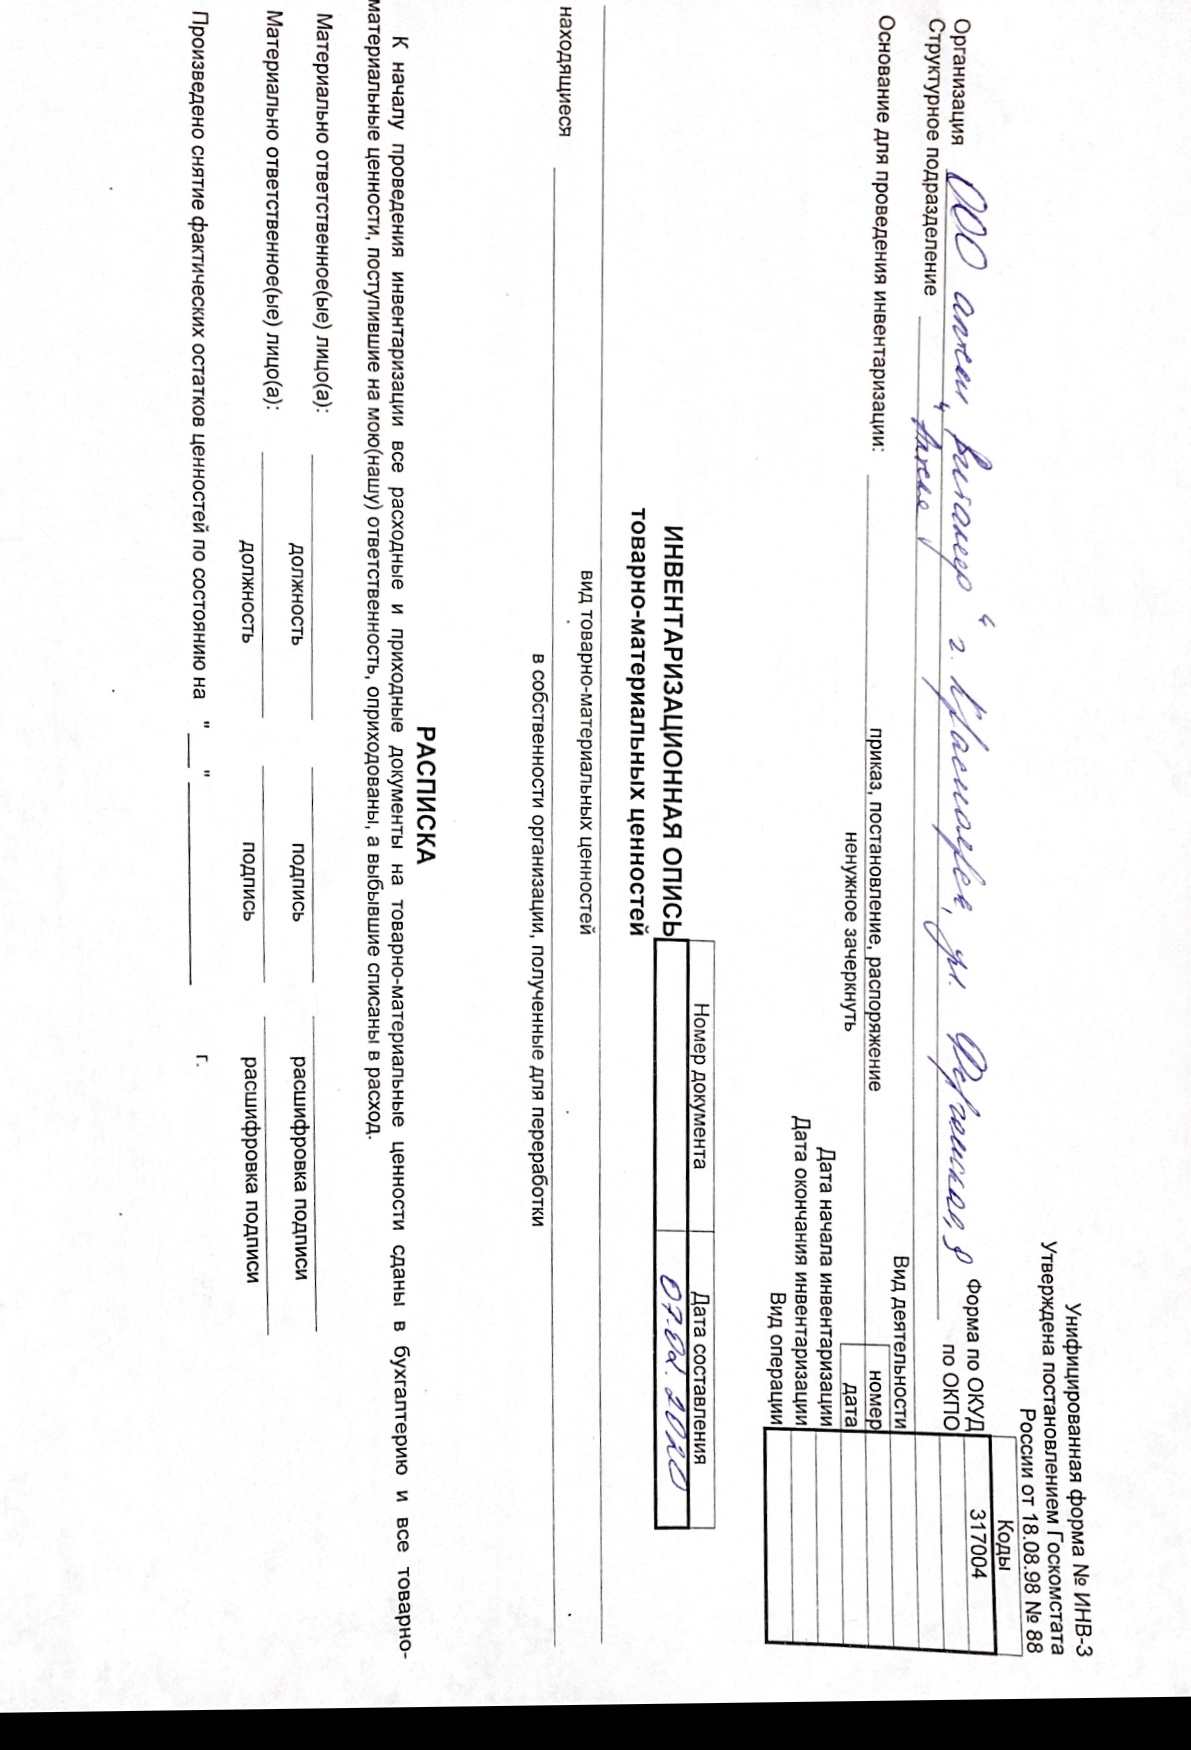 Унифицированная форма № ИНВ-3
Утверждена постановлением Госкомстата
России от 18.08.98 № 88
Коды
Форма по ОКУД 317004
Организация ООО г. ул.
по ОКПО
Структурное подразделение
Вид деятельности
Основание для проведения инвентаризации:
приказ, постановление, распоряжение
номер
ненужное зачеркнуть
дата
Дата начала инвентаризации
Дата окончания инвентаризации
Вид операции
Номер документа Дата составления
ИНВЕНТАРИЗАЦИОННАЯ ОПИСЬ 2020
товарно-материальных ценностей
вид товарно-материальных ценностей
находящиеся
в собственности организации, полученные для переработки
РАСПИСКА
К началу проведения инвентаризации все расходные и приходные документы на товарно-материальные ценности сданы в бухгалтерию и все товарно-
материальные ценности, поступившие на мою(нашу) ответственность, оприходованы, а выбывшие списаны в расход.
Материально ответственное(ые) лицо(а):
должность подпись расшифровка подписи
Материально ответственное(ые) лицо(а):
должность подпись расшифровка подписи
Произведено снятие фактических остатков ценностей по состоянию на "___" ____________ г.